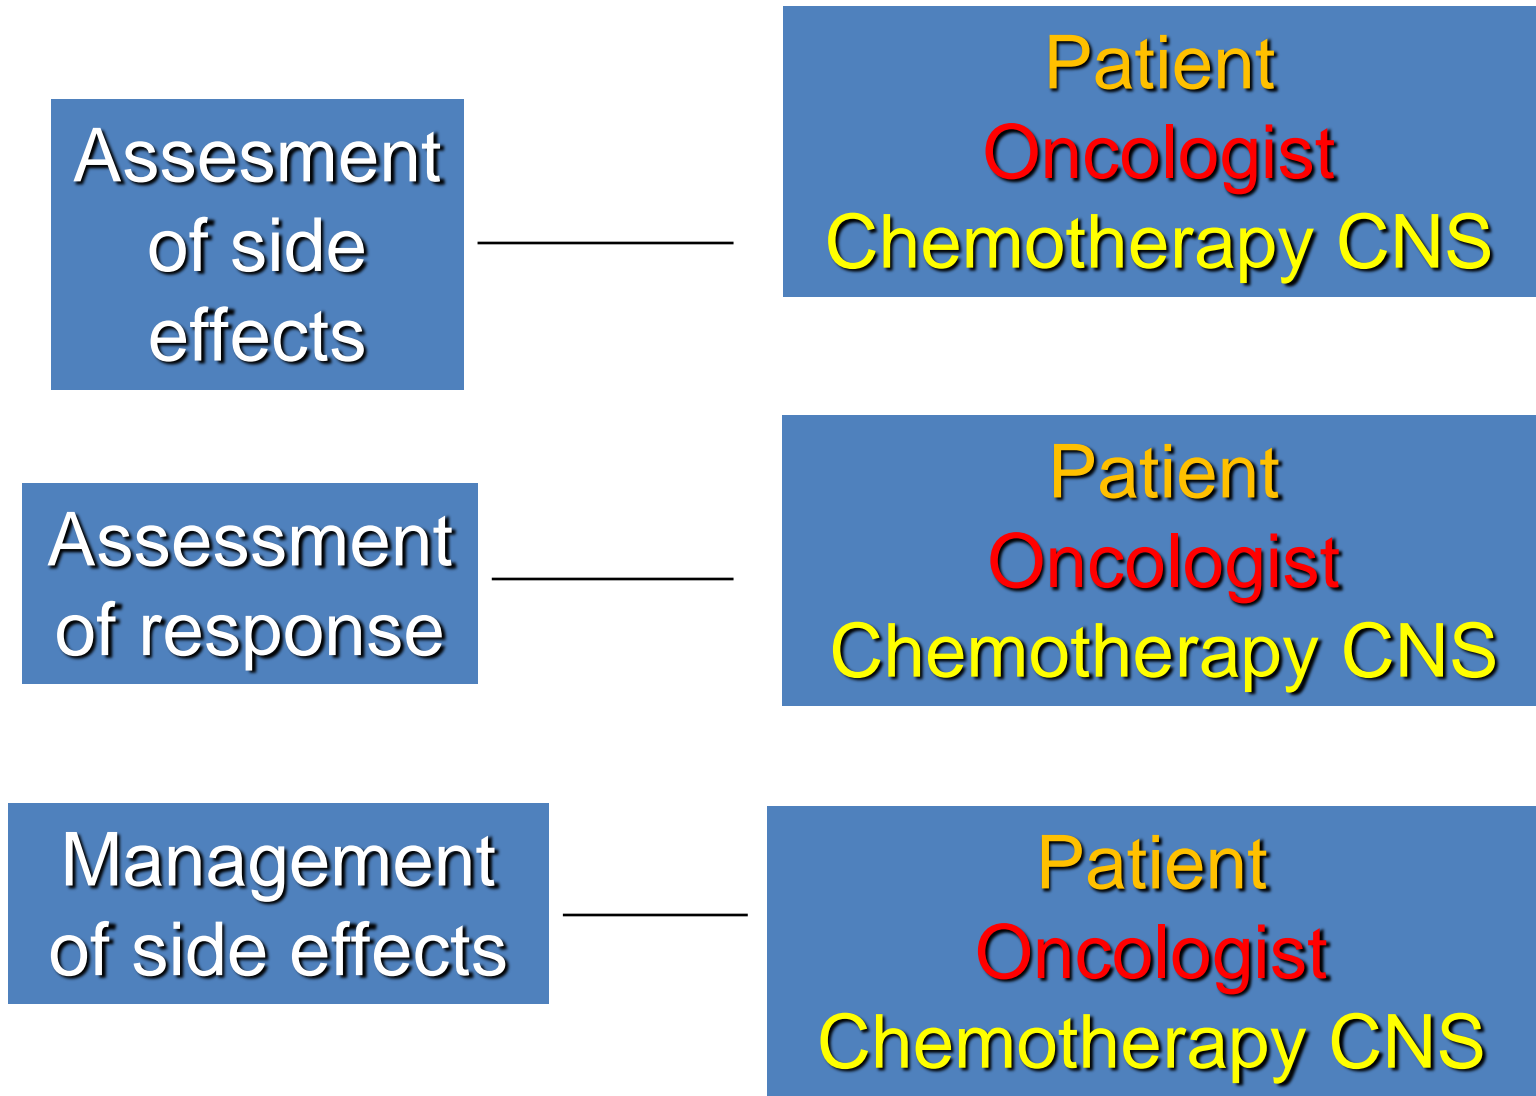 Assesment
of side
effects
Patient
Oncologist
Chemotherapy CNS
Assessment
of response
Patient
Oncologist
Chemotherapy CNS
Management
of side effects
Patient
Oncologist
Chemotherapy CNS